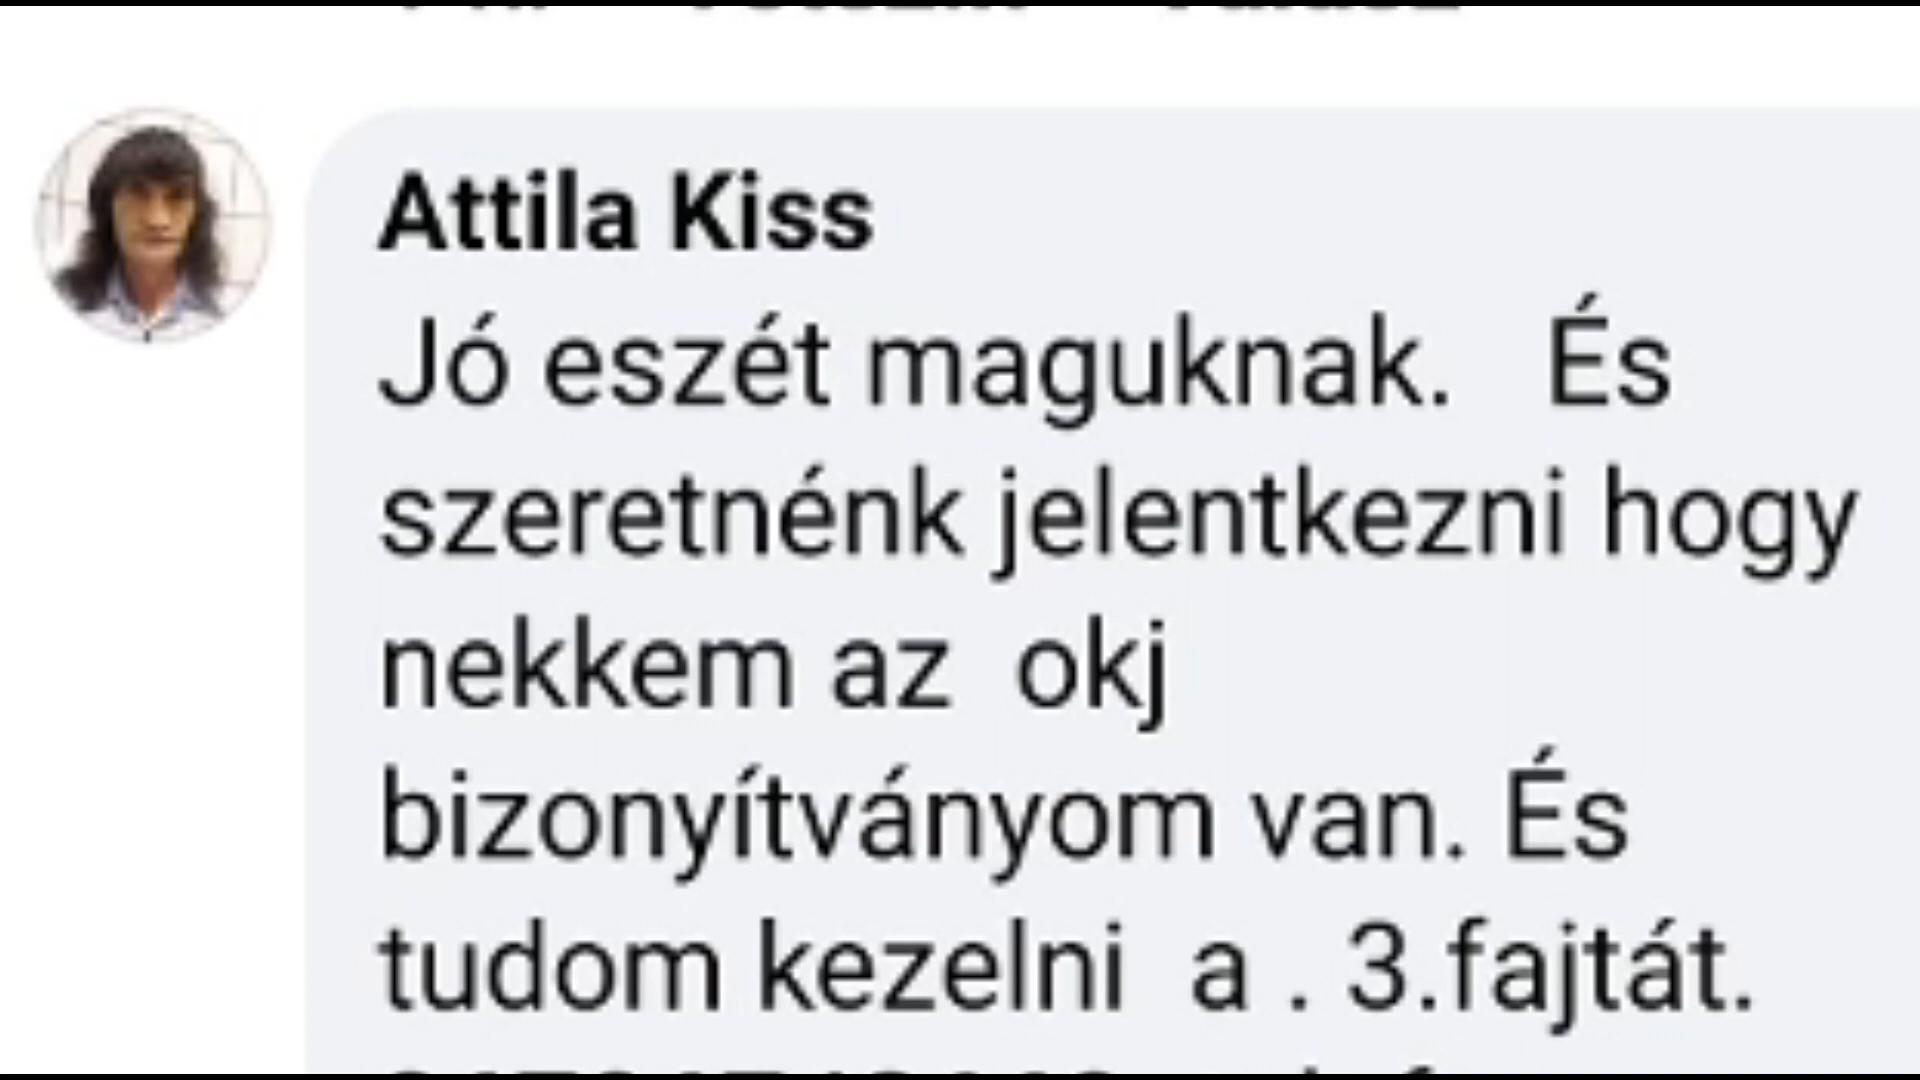 Attila Kiss
Jó eszét maguknak. És
szeretnénk jelentkezni hogy
nekkem az okj
bizonyítványom van. És
tudom kezelni a . 3.fajtát.